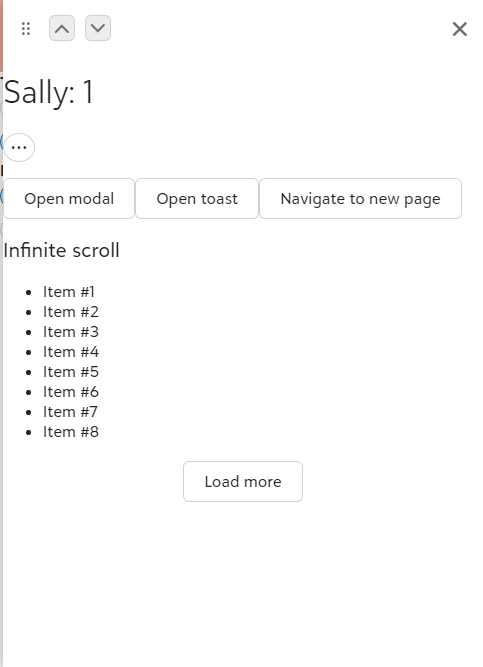 Sally: 1
Open modal Open toast Navigate to new page
Infinite scroll
Item #1
Item #2
Item #3
Item #4
Item #5
Item #6
Item #7
Item #8
Load more